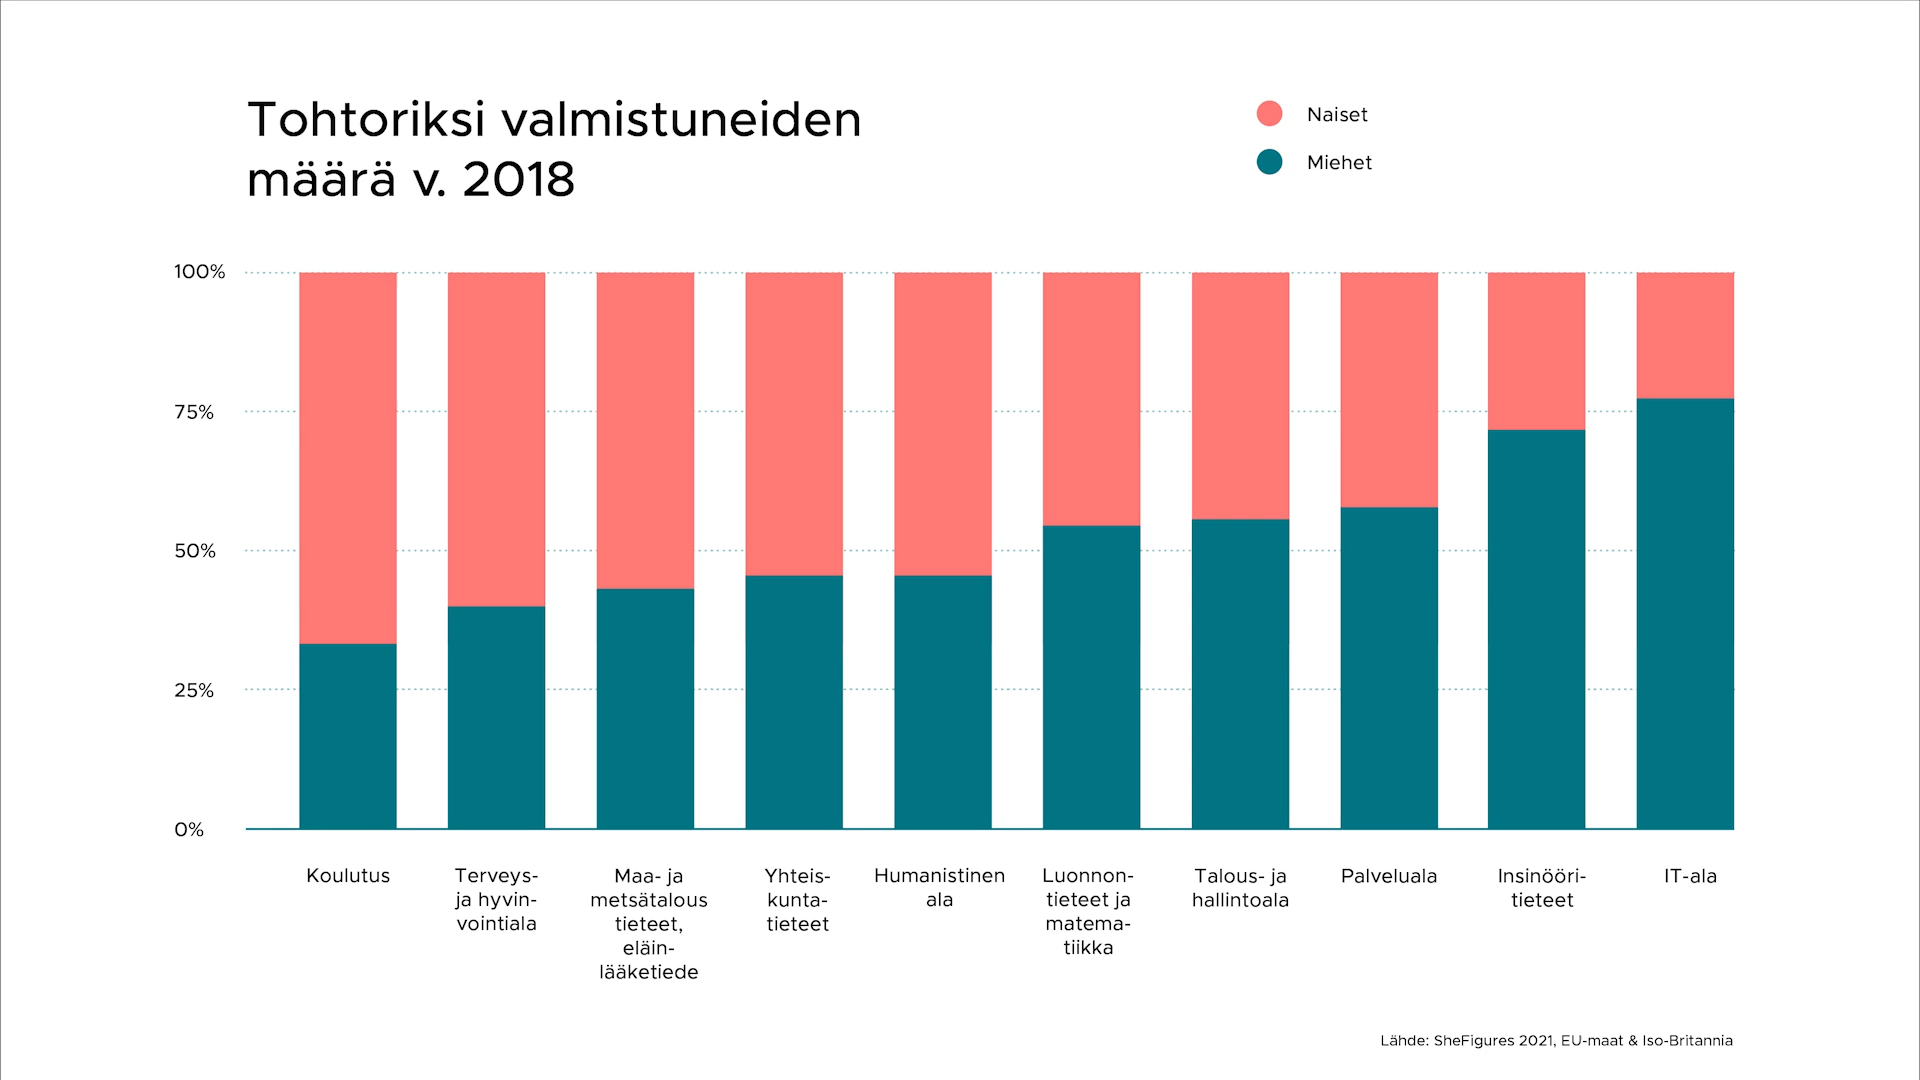 Tohtoriksi valmistuneiden
määrä v. 2018
Naiset
Miehet
100%
75%
50%
25%
0%
Koulutus
Terveys-
ja hyvin-
vointiala
Maa- ja
metsätalous
tieteet,
eläin-
lääketiede
Yhteis-
kunta-
tieteet
Humanistinen
ala
Luonnon-
tieteet ja
matema-
tiikka
Talous- ja
hallintoala
Palveluala
Insinööri-
tieteet
IT-ala
Lähde: SheFigures 2021, EU-maat & Iso-Britannia